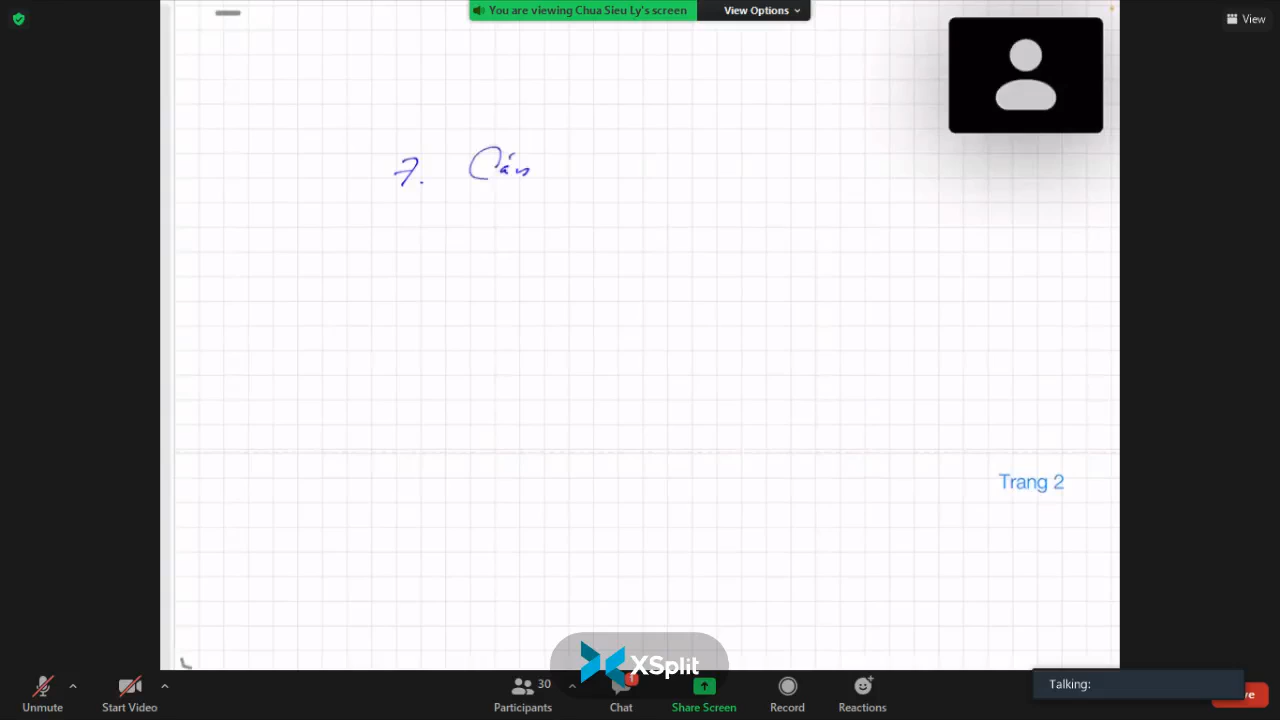 You are viewing Chua Sieu Ly's screen
View Options
View
7. Cán
Trang 2
XSplit
Unmute
Start Video
Participants
30
Chat
1
Share Screen
Record
Reactions
Talking: